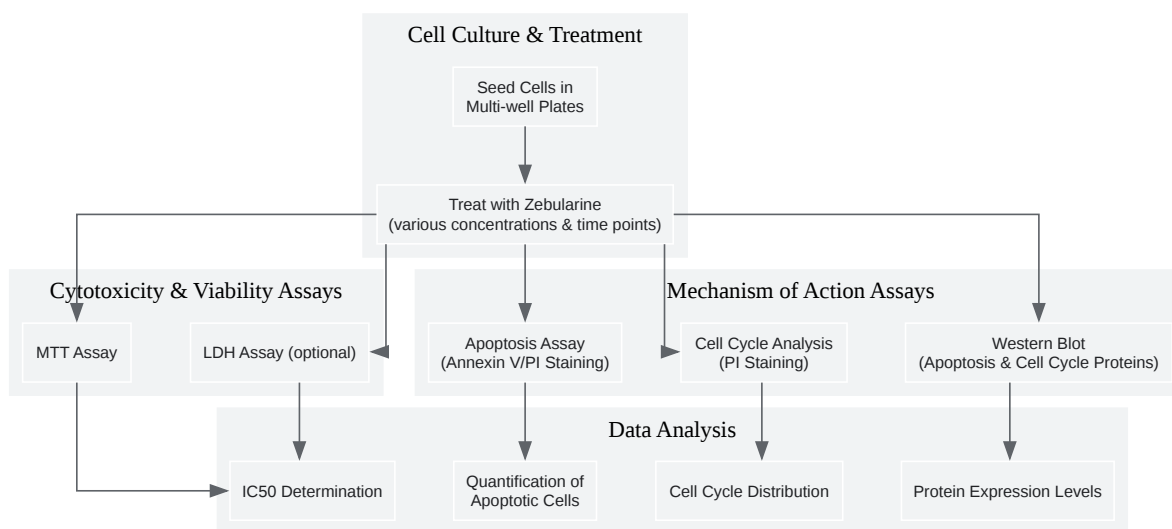 Cell Culture & Treatment
Seed Cells in
Multi-well Plates
Treat with Zebularine
(various concentrations & time points)
Cytotoxicity & Viability Assays
Mechanism of Action Assays
MTT Assay
LDH Assay (optional)
Apoptosis Assay
(Annexin V/PI Staining)
Cell Cycle Analysis
(PI Staining)
Western Blot
(Apoptosis & Cell Cycle Proteins)
Data Analysis
IC50 Determination
Quantification of
Apoptotic Cells
Cell Cycle Distribution
Protein Expression Levels